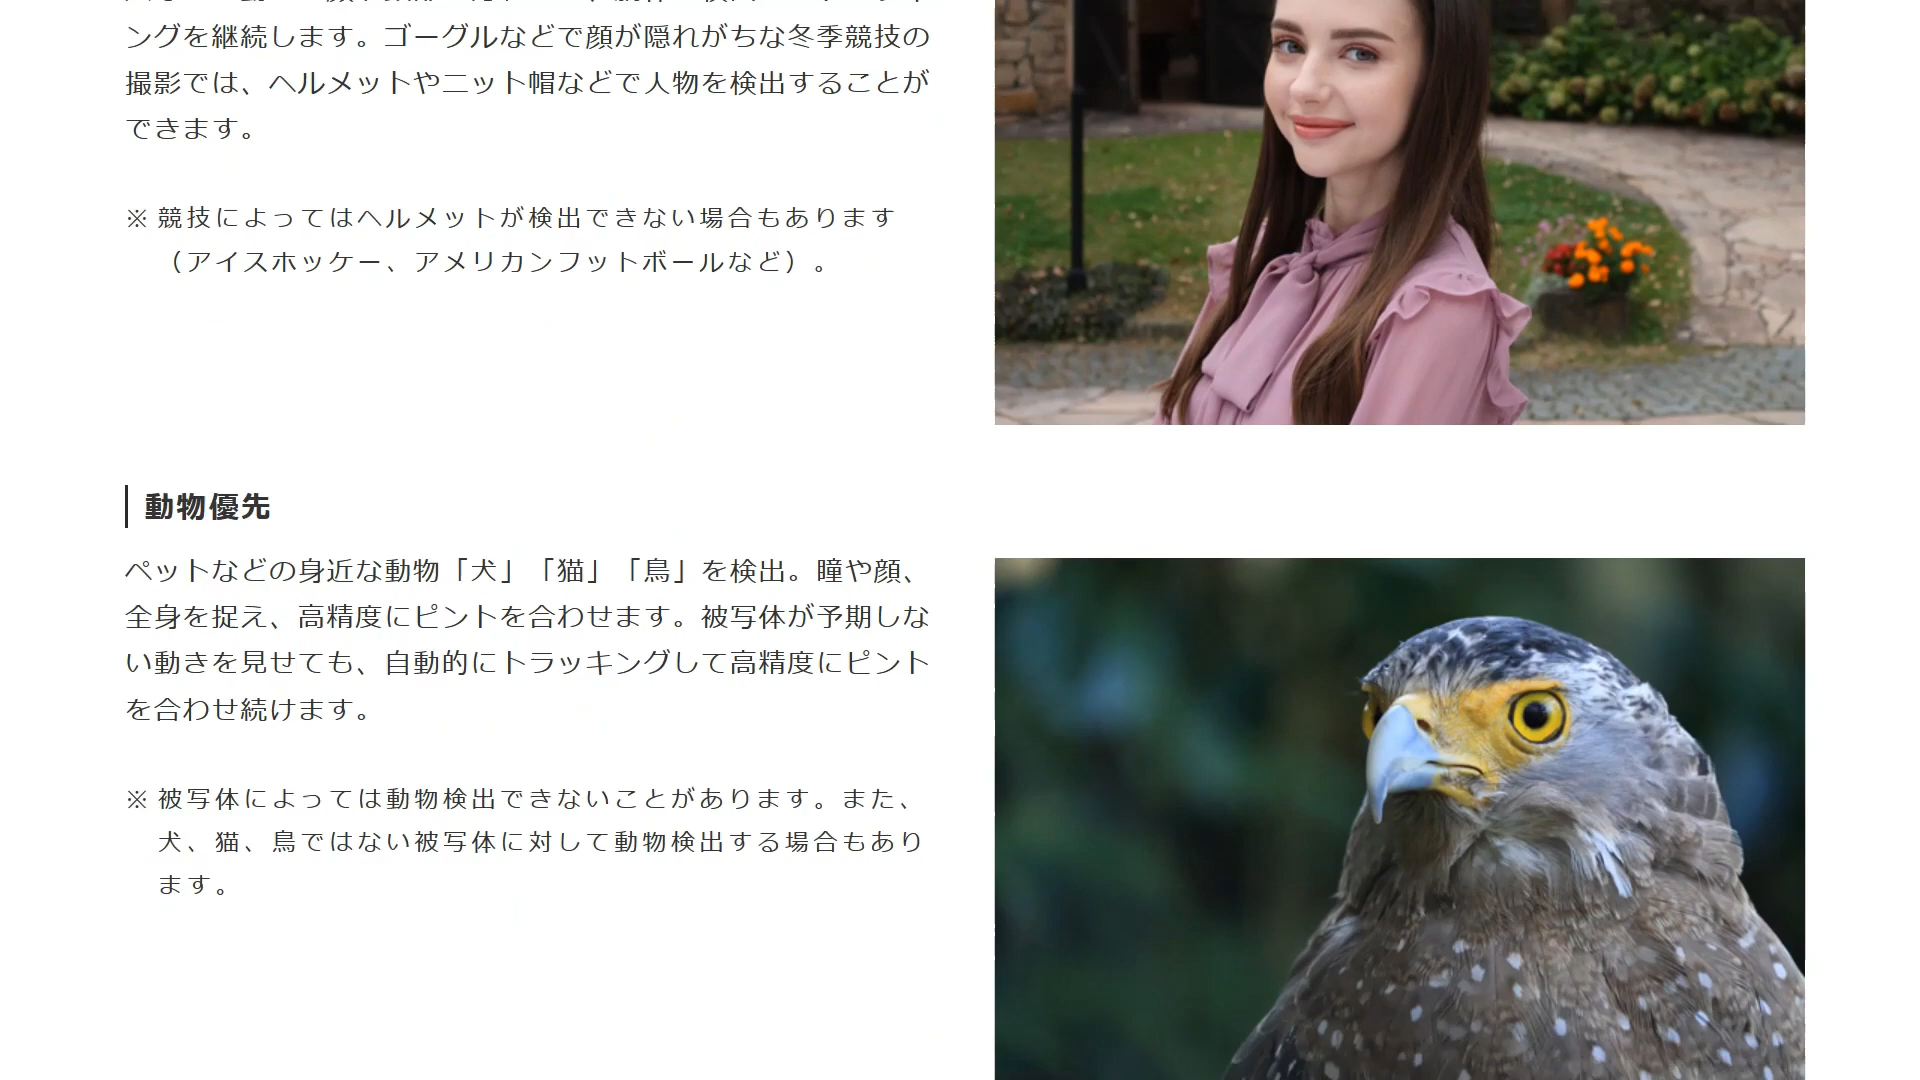 ングを継続します。ゴーグルなどで顔が隠れがちな冬季競技の
撮影では、ヘルメットやニット帽などで人物を検出することが
できます。
※ 競技によってはヘルメットが検出できない場合もあります
（アイスホッケー、アメリカンフットボールなど）。
動物優先
ペットなどの身近な動物「犬」「猫」「鳥」を検出。瞳や顔、
全身を捉え、高精度にピントを合わせます。被写体が予期しな
い動きを見せても、自動的にトラッキングして高精度にピント
を合わせ続けます。
※ 被写体によっては動物検出できないことがあります。また、
犬、猫、鳥ではない被写体に対して動物検出する場合もあり
ます。